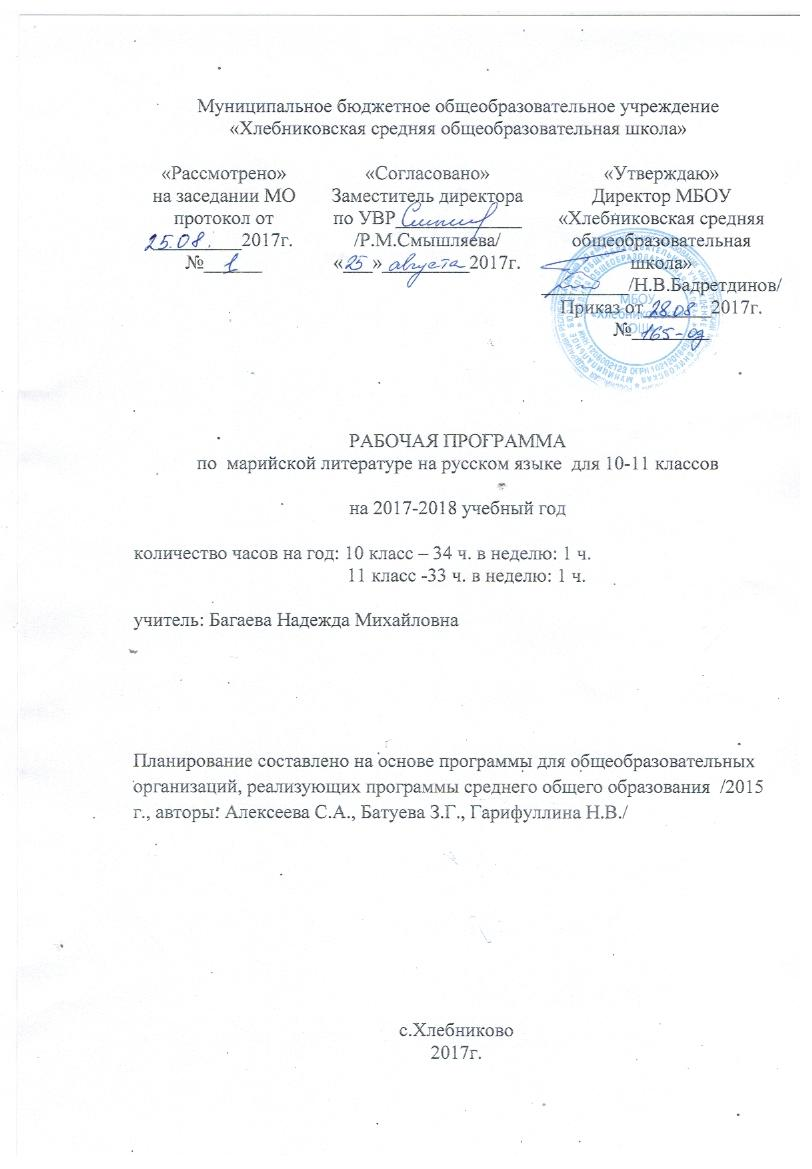 Муниципальное бюджетное общеобразовательное учреждение
«Хлебниковская средняя общеобразовательная школа»
«Рассмотрено»
на заседании МО
протокол от
25.08.2017г.
№ 1
«Согласовано»
Заместитель директора
по УВР
/Р.М.Смышляева/
«25» августа 2017г.
«Утверждаю»
Директор МБОУ
«Хлебниковская средняя
общеобразовательная
школа»
/Н.В.Бадретдинов/
Приказ от 28.08 2017г.
№ 165-од
МБОУ
РАБОЧАЯ ПРОГРАММА
по марийской литературе на русском языке для 10-11 классов
на 2017-2018 учебный год
количество часов на год: 10 класс – 34 ч. в неделю: 1 ч.
11 класс -33 ч. в неделю: 1 ч.
учитель: Багаева Надежда Михайловна
Планирование составлено на основе программы для общеобразовательных
организаций, реализующих программы среднего общего образования /2015
г., авторы: Алексеева С.А., Батуева З.Г., Гарифуллина Н.В./
с.Хлебниково
2017г.